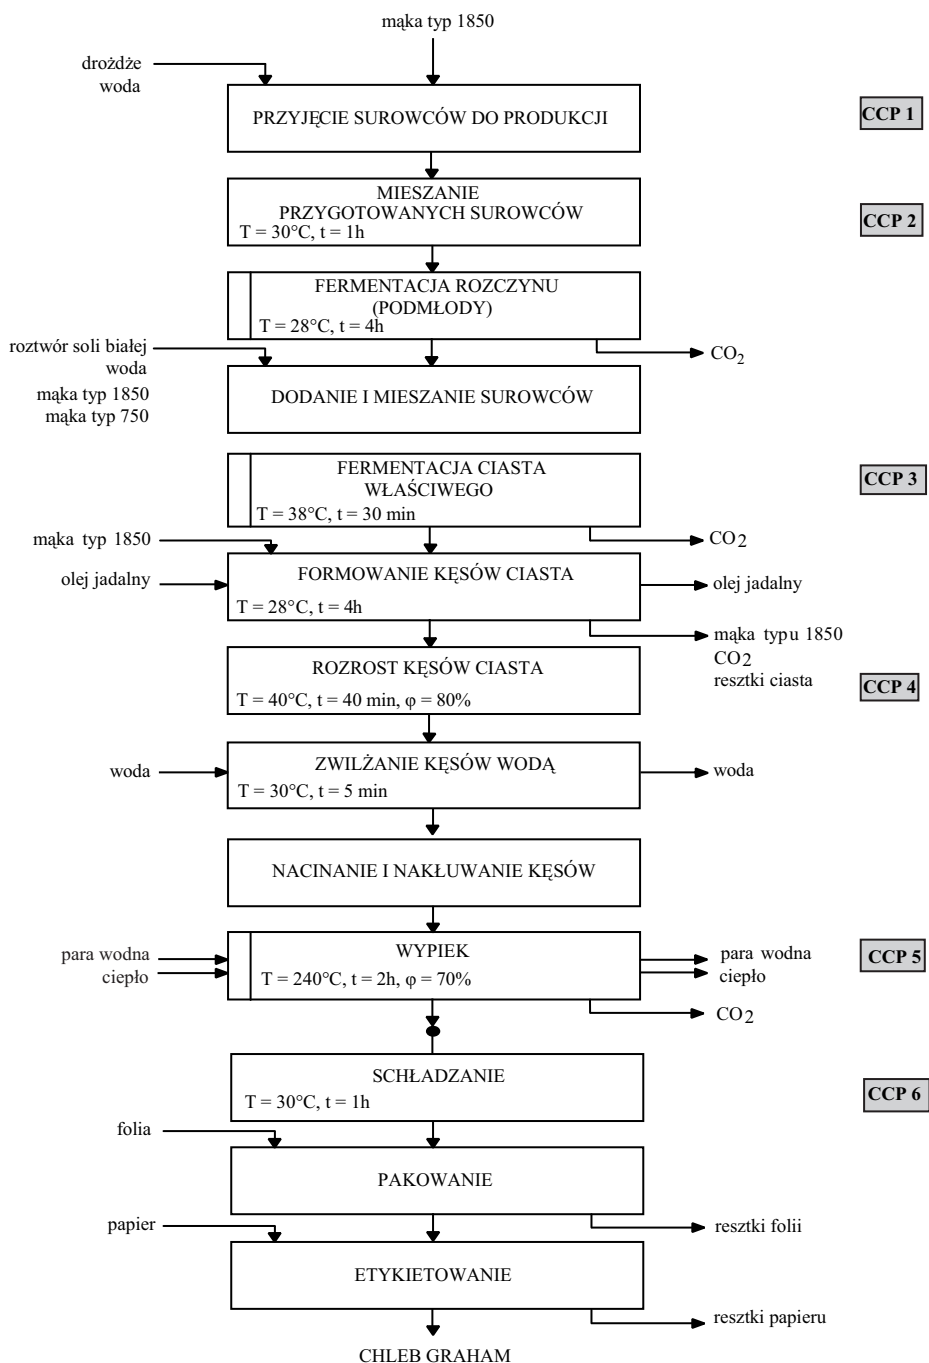 mąka typ 1850
drożdże
woda
PRZYJĘCIE SUROWCÓW DO PRODUKCJI
CCP 1
MIESZANIE
PRZYGOTOWANYCH SUROWCÓW
T = 30°C, t = 1h
CCP 2
FERMENTACJA ROZCZYNU
(PODMŁODY)
T = 28°C, t = 4h
CO2
roztwór soli białej
woda
mąka typ 1850
mąka typ 750
DODANIE I MIESZANIE SUROWCÓW
FERMENTACJA CIASTA
WŁAŚCIWEGO
T = 38°C, t = 30 min
CCP 3
CO2
mąka typ 1850
olej jadalny
FORMOWANIE KĘSÓW CIASTA
T = 28°C, t = 4h
olej jadalny
mąka typu 1850
CO2
resztki ciasta
ROZROST KĘSÓW CIASTA
T = 40°C, t = 40 min, φ = 80%
CCP 4
woda
ZWILŻANIE KĘSÓW WODĄ
T = 30°C, t = 5 min
woda
NACINANIE I NAKŁUWANIE KĘSÓW
para wodna
ciepło
WYPIEK
T = 240°C, t = 2h, φ = 70%
para wodna
ciepło
CCP 5
CO2
SCHŁADZANIE
T = 30°C, t = 1h
CCP 6
folia
PAKOWANIE
resztki folii
papier
ETYKIETOWANIE
resztki papieru
CHLEB GRAHAM